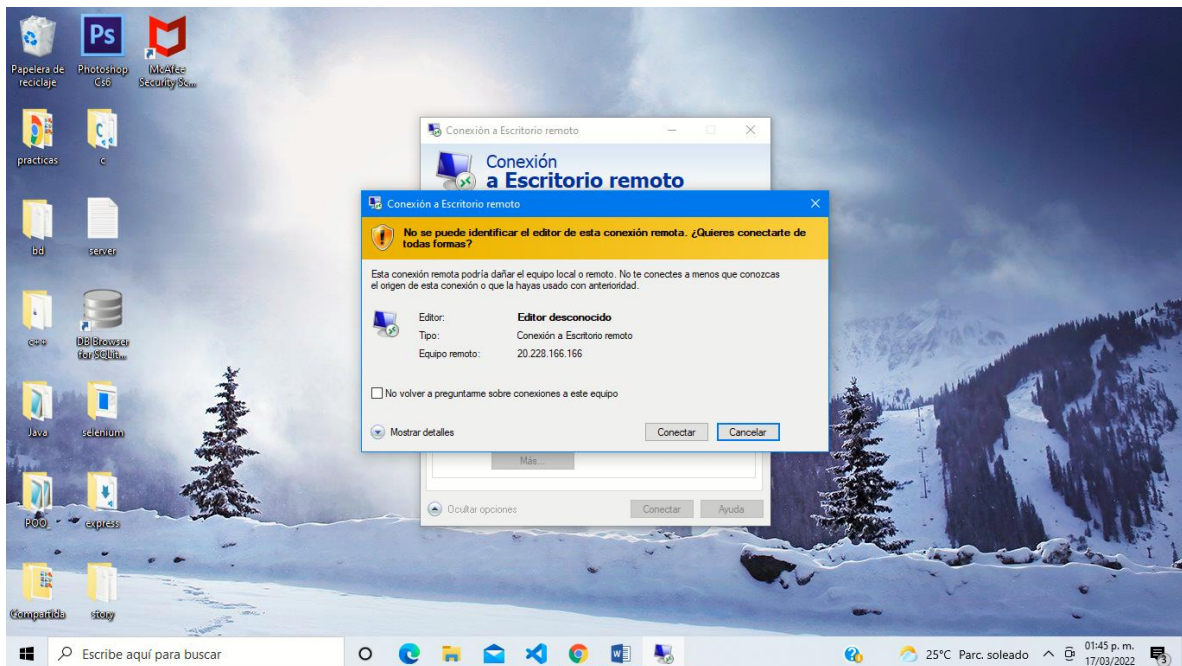 Papelera de
reciclaje
Photoshop
Cs6
McAfee
Security Sc...
practicas
c
bd
server
c++
DB Browser
for SQLit...
Java
selenium
POO_
express
Compartida
story
Conexión a Escritorio remoto
Conexión
a Escritorio remoto
Conexión a Escritorio remoto
No se puede identificar el editor de esta conexión remota. ¿Quieres conectarte de
todas formas?
Esta conexión remota podría dañar el equipo local o remoto. No te conectes a menos que conozcas
el origen de esta conexión o que la hayas usado con anterioridad.
Editor: Editor desconocido
Tipo: Conexión a Escritorio remoto
Equipo remoto: 20.228.166.166
No volver a preguntarme sobre conexiones a este equipo
Mostrar detalles Conectar Cancelar
Más...
Ocultar opciones Conectar Ayuda
Escribe aquí para buscar
25°C Parc. soleado
01:45 p. m.
17/03/2022
3